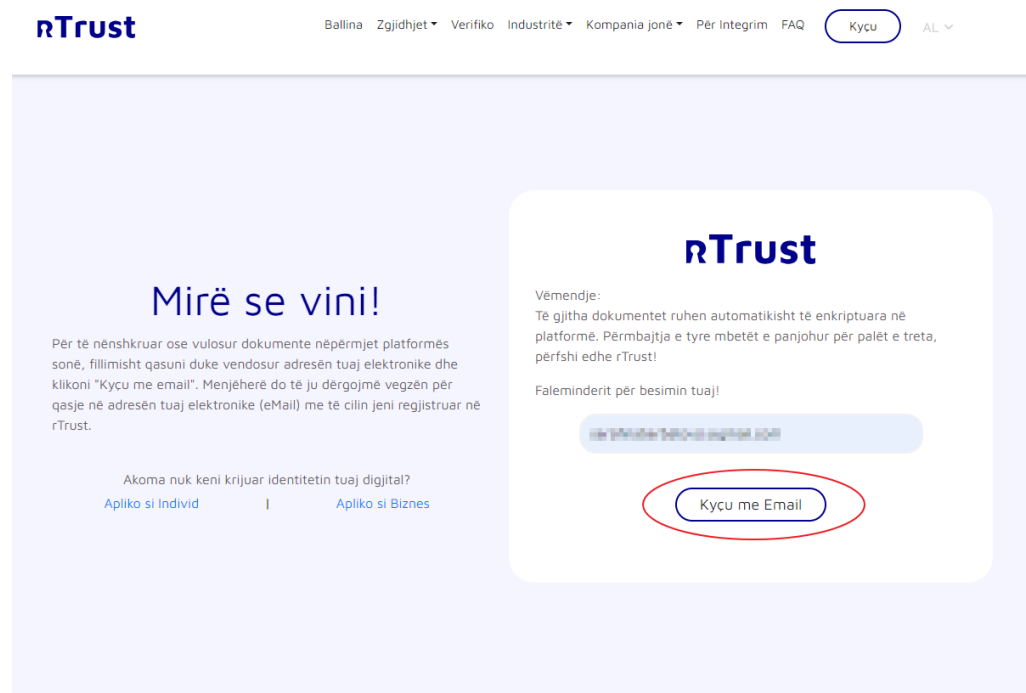 rTrust
Ballina Zgjidhjet Verifiko Industritë Kompania jonë Për Integrim FAQ Kyçu AL
Mirë se vini!
Për të nënshkruar ose vulosur dokumente nëpërmjet platformës
sonë, fillimisht qasuni duke vendosur adresën tuaj elektronike dhe
klikoni "Kyçu me email". Menjëherë do të ju dërgojmë vegzën për
qasje në adresën tuaj elektronike (eMail) me të cilin jeni regjistruar në
rTrust.
Akoma nuk keni krijuar identitetin tuaj digjital?
Apliko si Individ | Apliko si Biznes
rTrust
Vëmendje:
Të gjitha dokumentet ruhen automatikisht të enkriptuara në
platformë. Përmbajtja e tyre mbetët e panjohur për palët e treta,
përfshi edhe rTrust!
Faleminderit për besimin tuaj!
Kyçu me Email